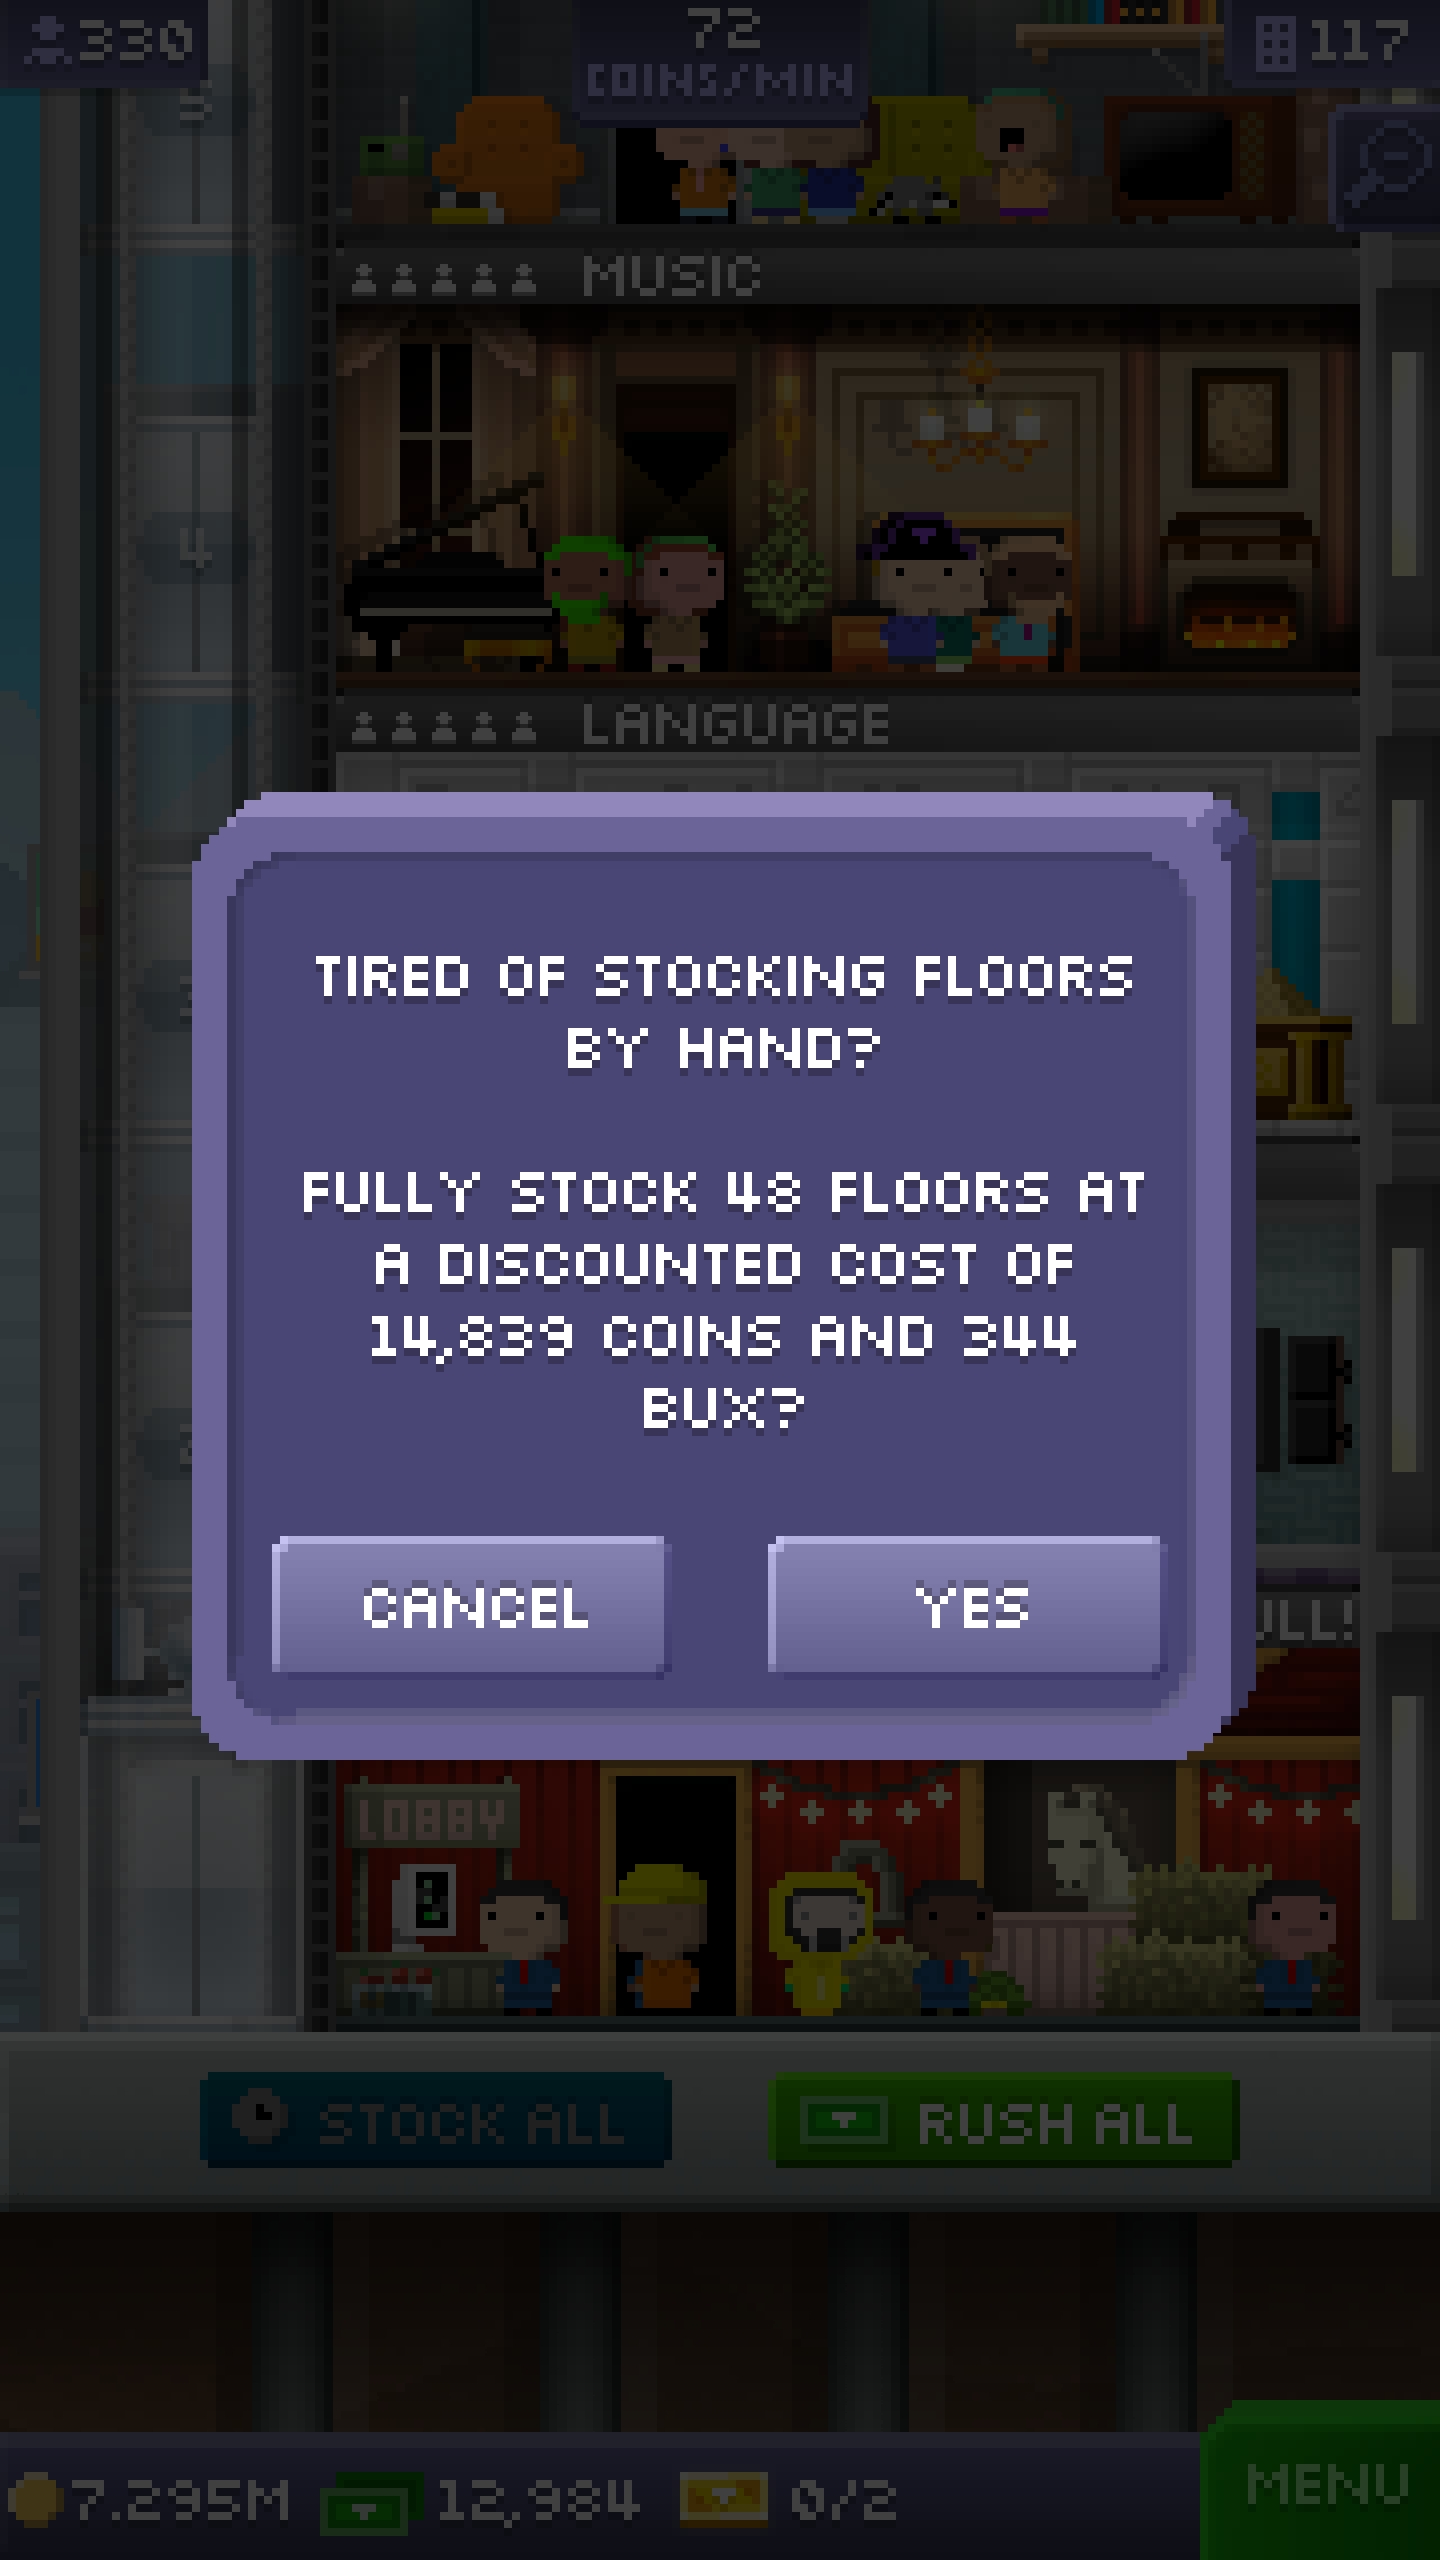 330
72
COINS/MIN
117
5
MUSIC
4
LANGUAGE
TIRED OF STOCKING FLOORS
BY HAND?
FULLY STOCK 48 FLOORS AT
A DISCOUNTED COST OF
14,839 COINS AND 344
BUX?
CANCEL
YES
LOBBY
STOCK ALL
RUSH ALL
7.295M
12,984
0/2
MENU